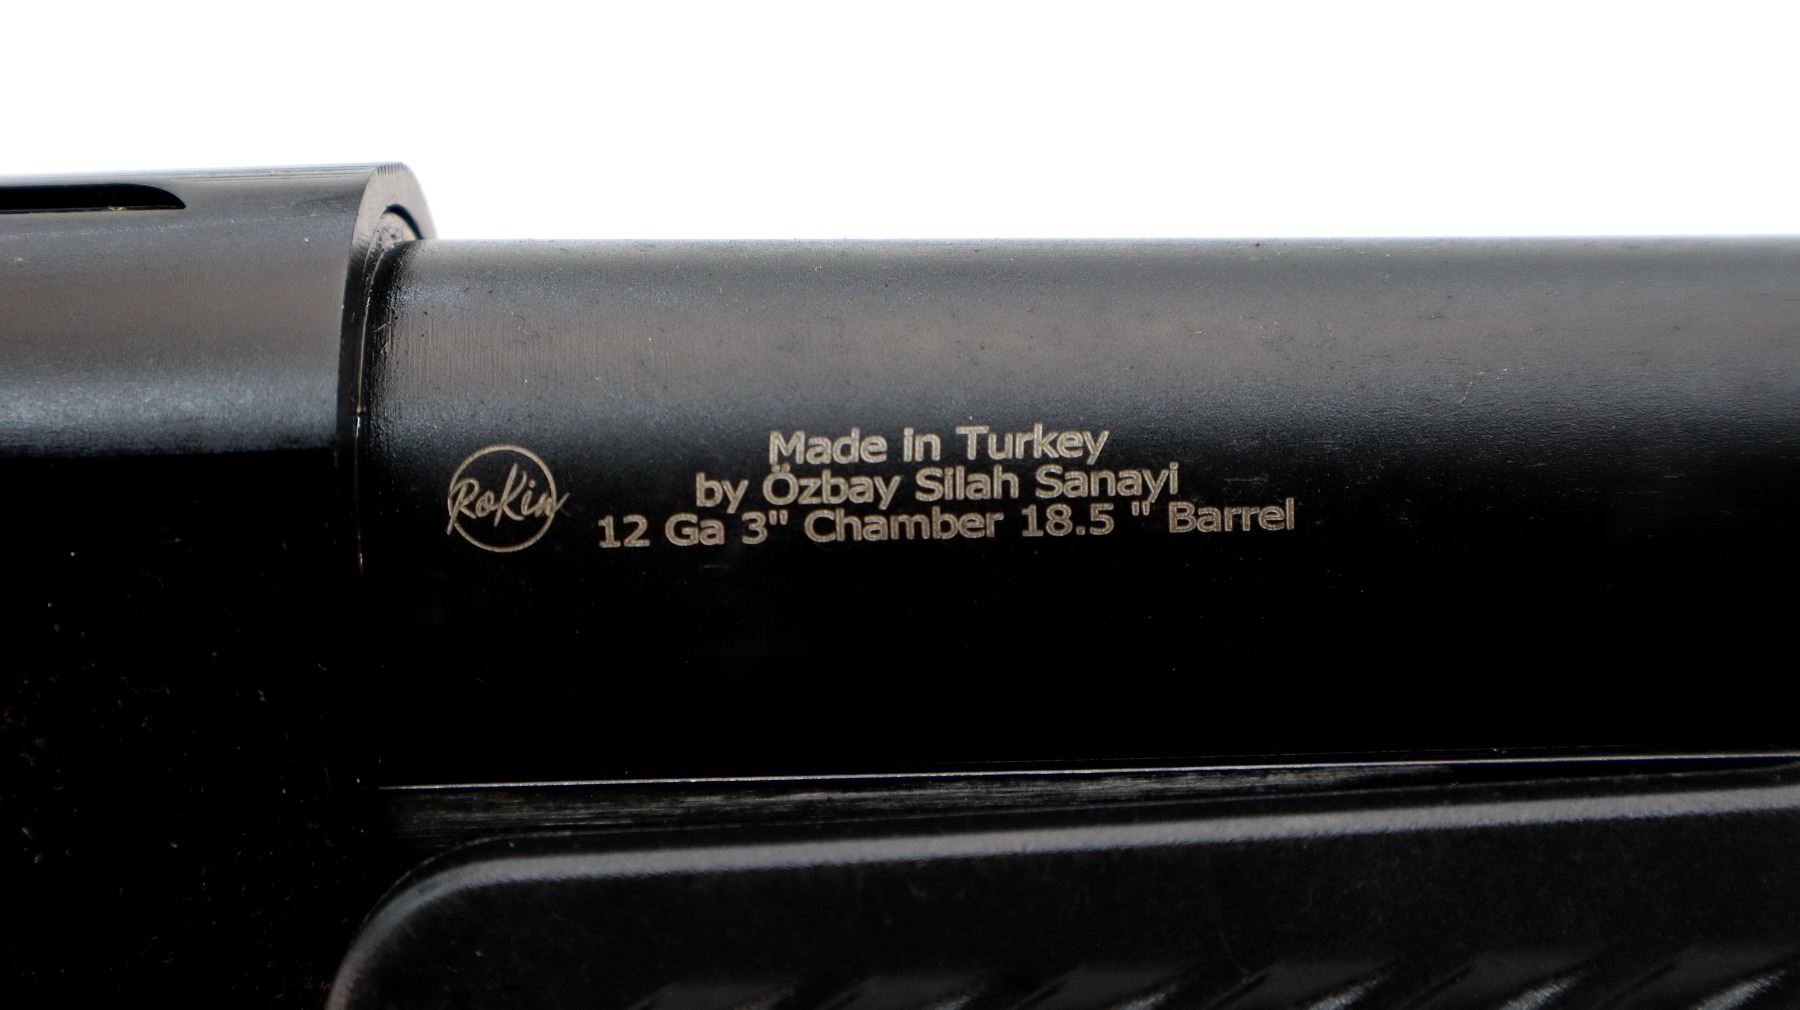 RoKin
Made in Turkey
by Özbay Silah Sanayi
12 Ga 3" Chamber 18.5 " Barrel